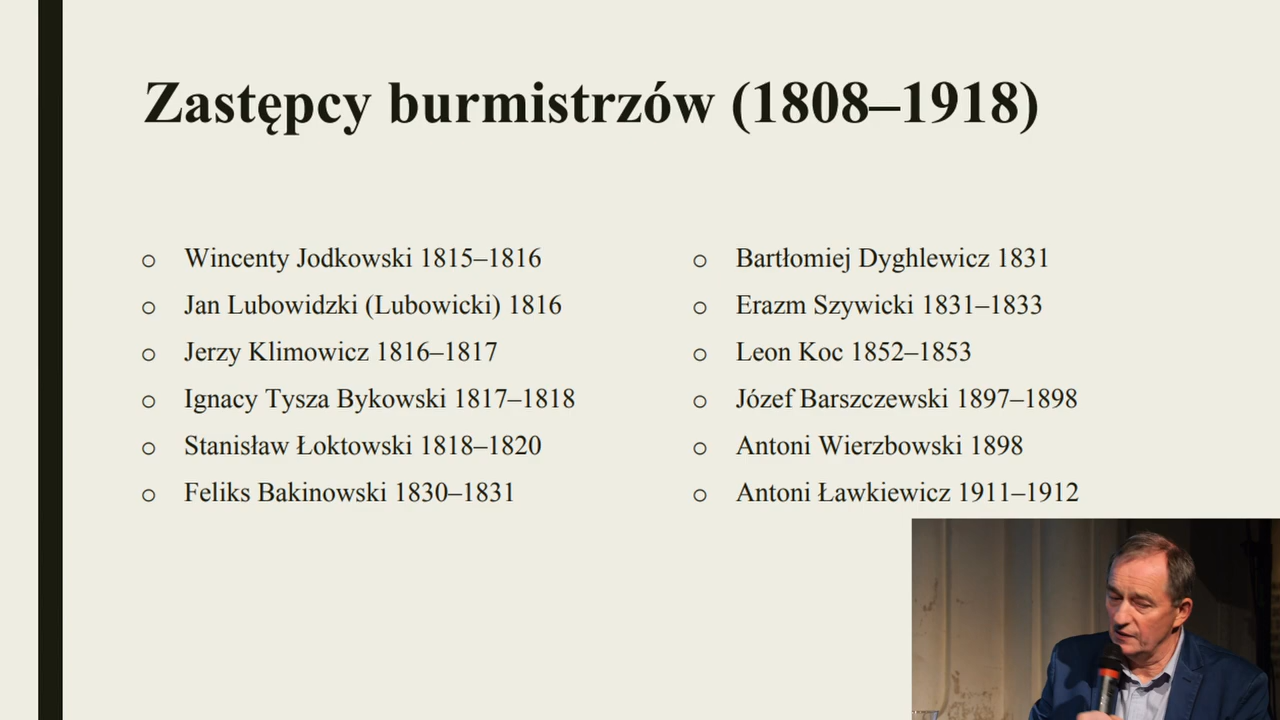 Zastępcy burmistrzów (1808–1918)
Wincenty Jodkowski 1815–1816
Jan Lubowidzki (Lubowicki) 1816
Jerzy Klimowicz 1816–1817
Ignacy Tysza Bykowski 1817–1818
Stanisław Łoktowski 1818–1820
Feliks Bakinowski 1830–1831
Bartłomiej Dyghlewicz 1831
Erazm Szywicki 1831–1833
Leon Koc 1852–1853
Józef Barszczewski 1897–1898
Antoni Wierzbowski 1898
Antoni Ławkiewicz 1911–1912